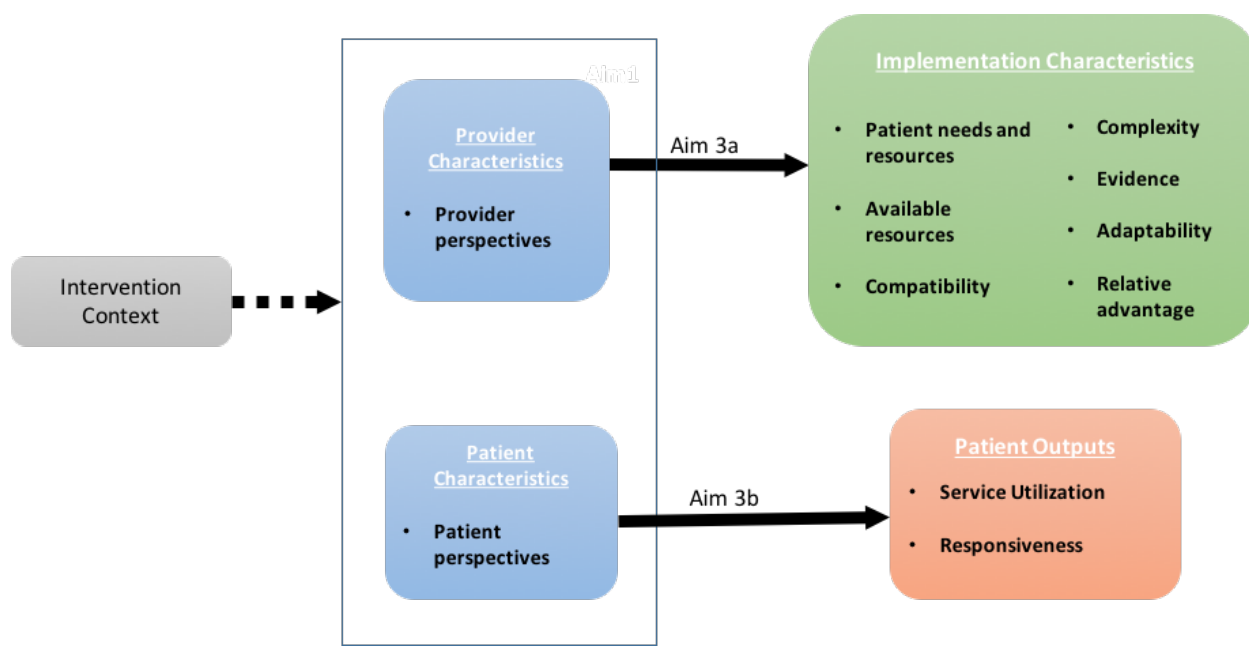 Intervention
Context
Aim1
Provider
Characteristics
• Provider
perspectives
Patient
Characteristics
• Patient
perspectives
Aim 3a
Aim 3b
Implementation Characteristics
• Patient needs and
resources
• Available
resources
• Compatibility
• Complexity
• Evidence
• Adaptability
• Relative
advantage
Patient Outputs
• Service Utilization
• Responsiveness